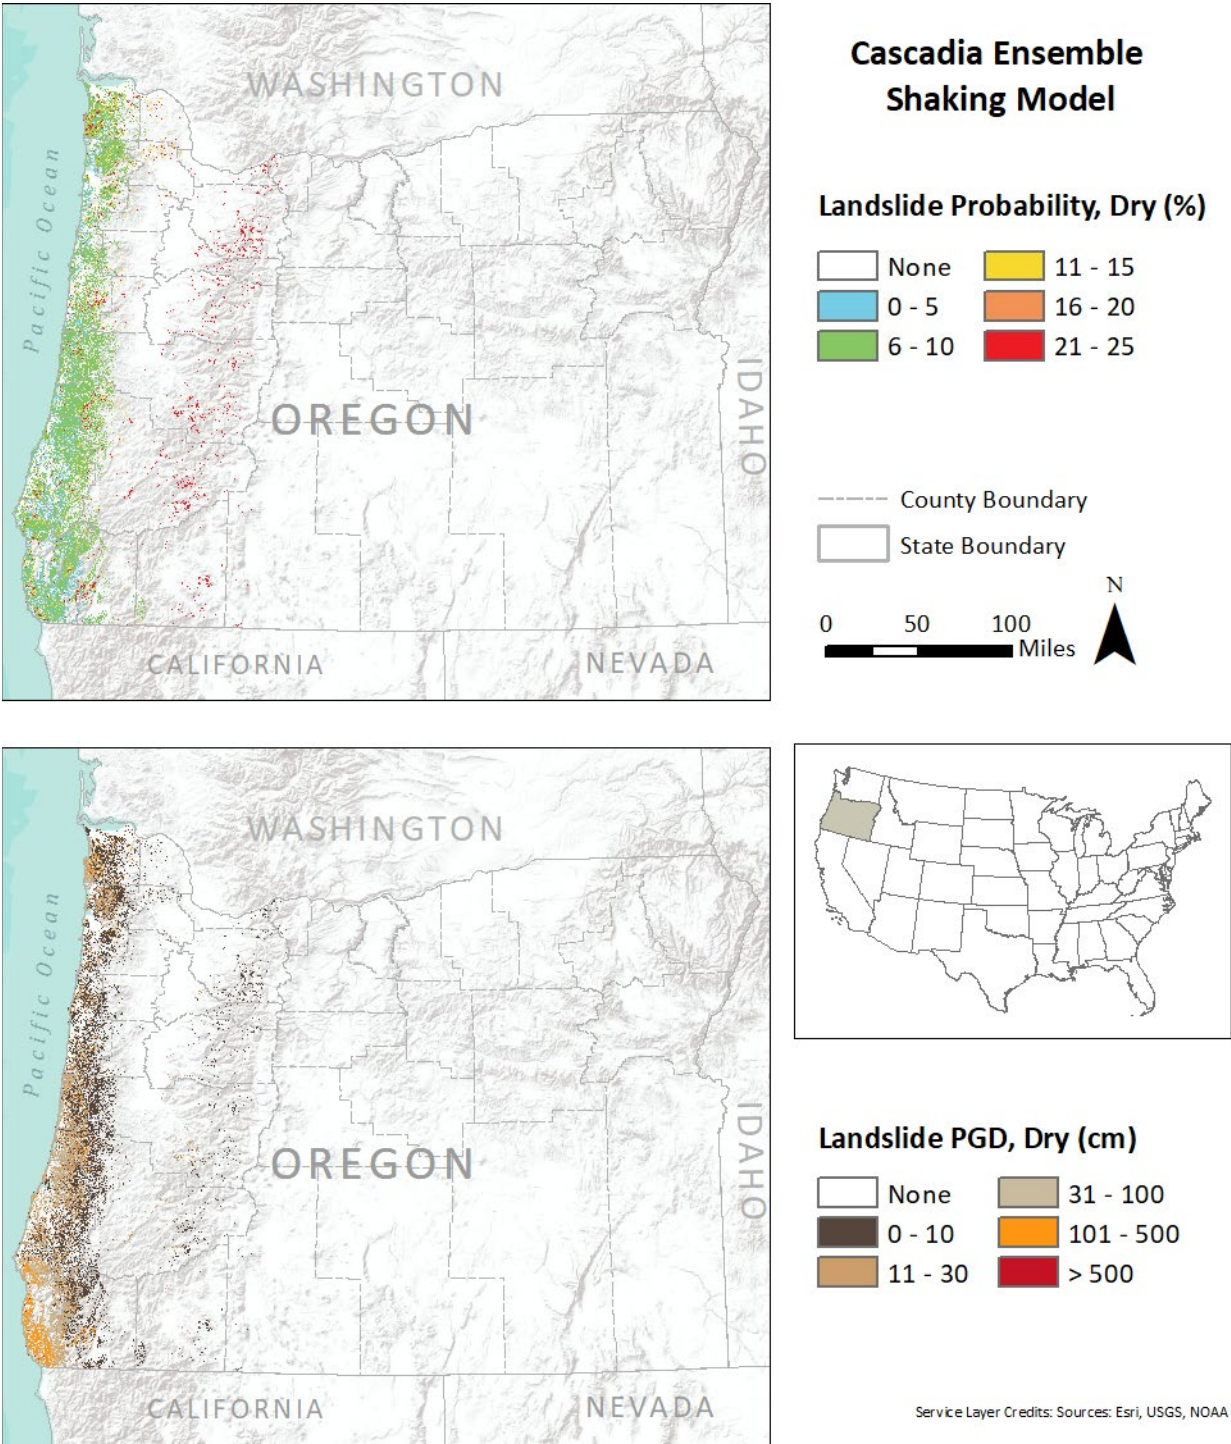 WASHINGTON
Pacific Ocean
OREGON
IDAHO
CALIFORNIA
NEVADA
Cascadia Ensemble
Shaking Model
Landslide Probability, Dry (%)
None
11 - 15
0 - 5
16 - 20
6 - 10
21 - 25
County Boundary
State Boundary
N
0 50 100
Miles
WASHINGTON
Pacific Ocean
OREGON
IDAHO
CALIFORNIA
NEVADA
Landslide PGD, Dry (cm)
None
31 - 100
0 - 10
101 - 500
11 - 30
> 500
Service Layer Credits: Sources: Esri, USGS, NOAA